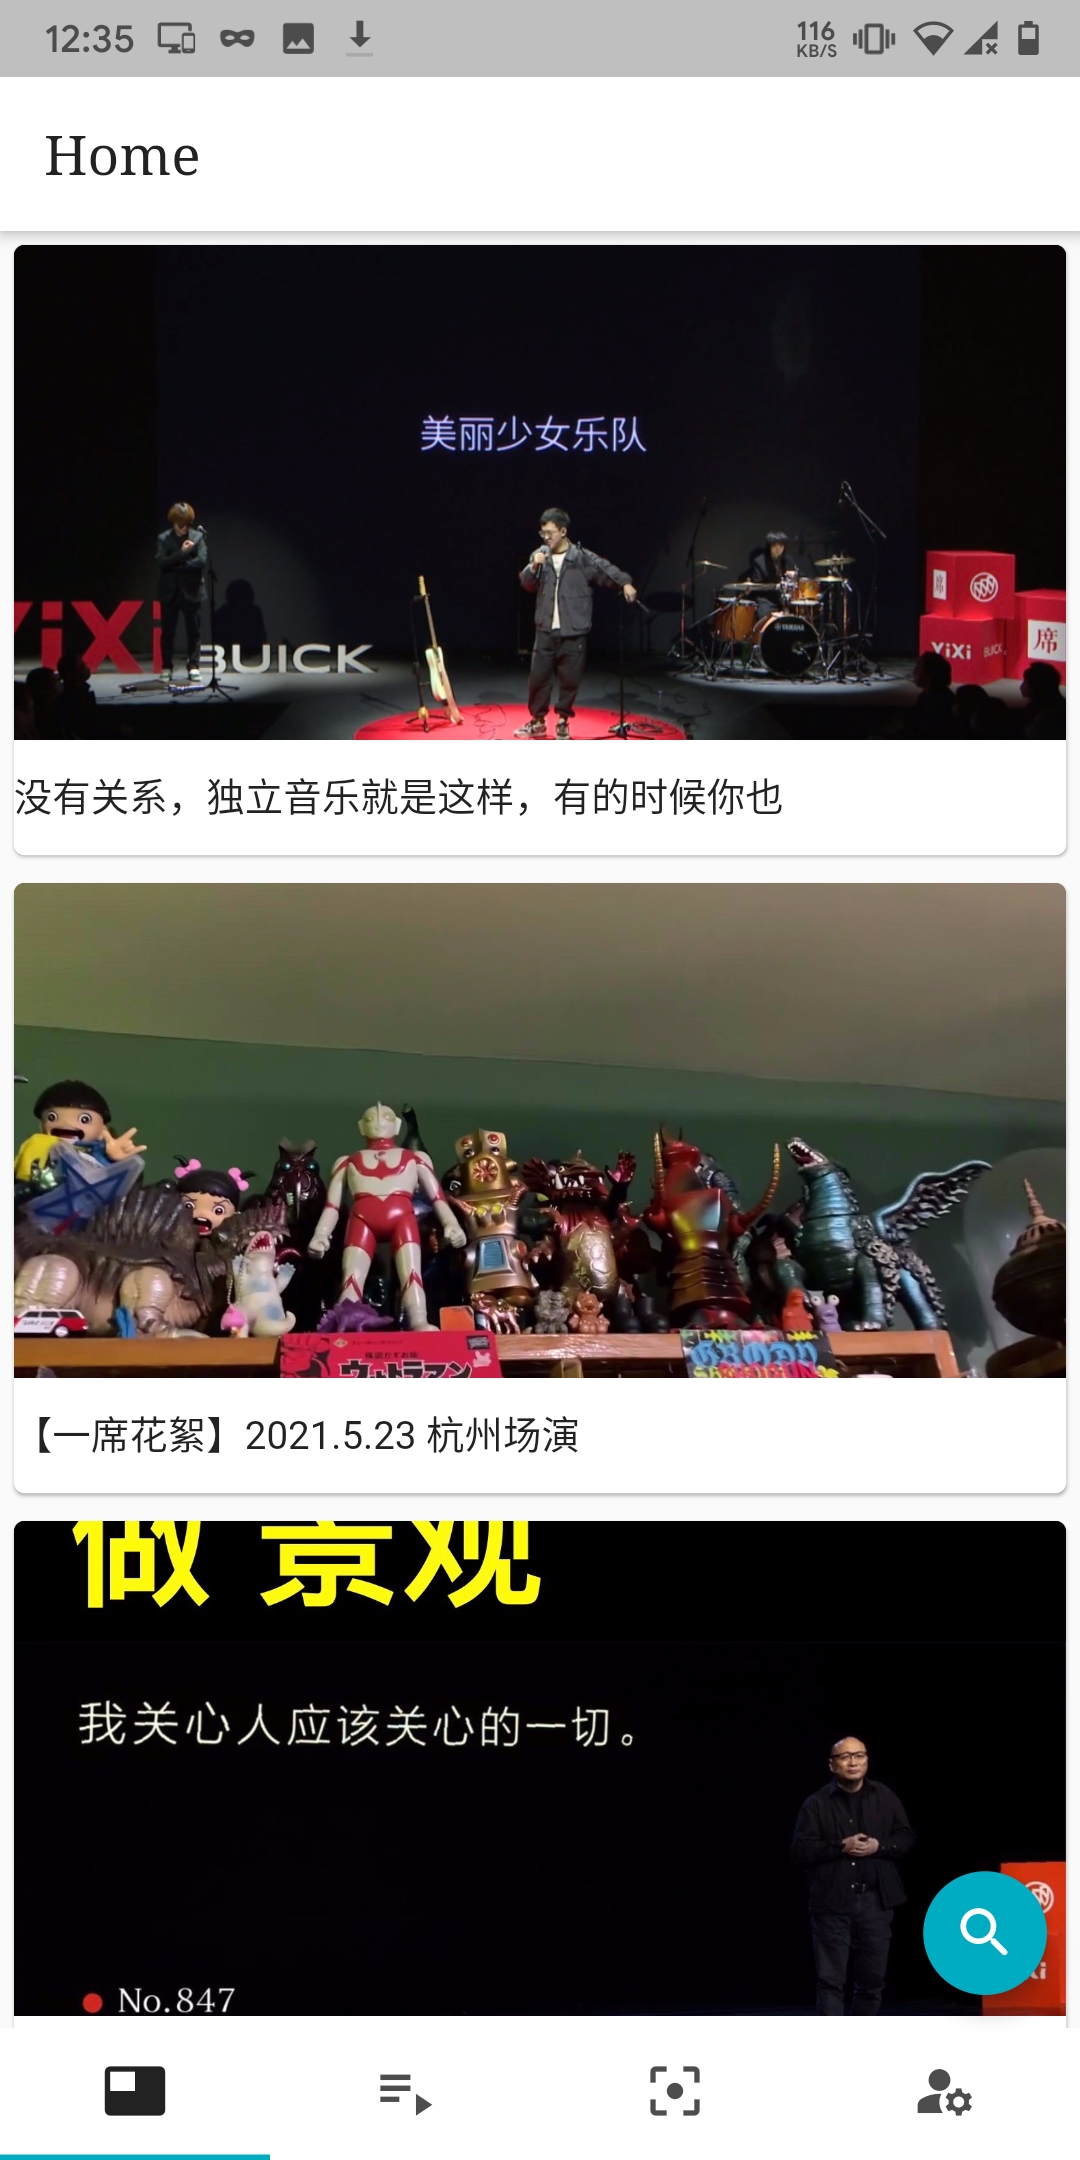 12:35
116
KB/S
Home
美丽少女乐队
YiXi
BUICK
席
YAMAHA
YiXi
BUICK
席
没有关系，独立音乐就是这样，有的时候你也
ウルトラマン
【一席花絮】2021.5.23 杭州场演
做 景观
我关心人应该关心的一切。
No.847